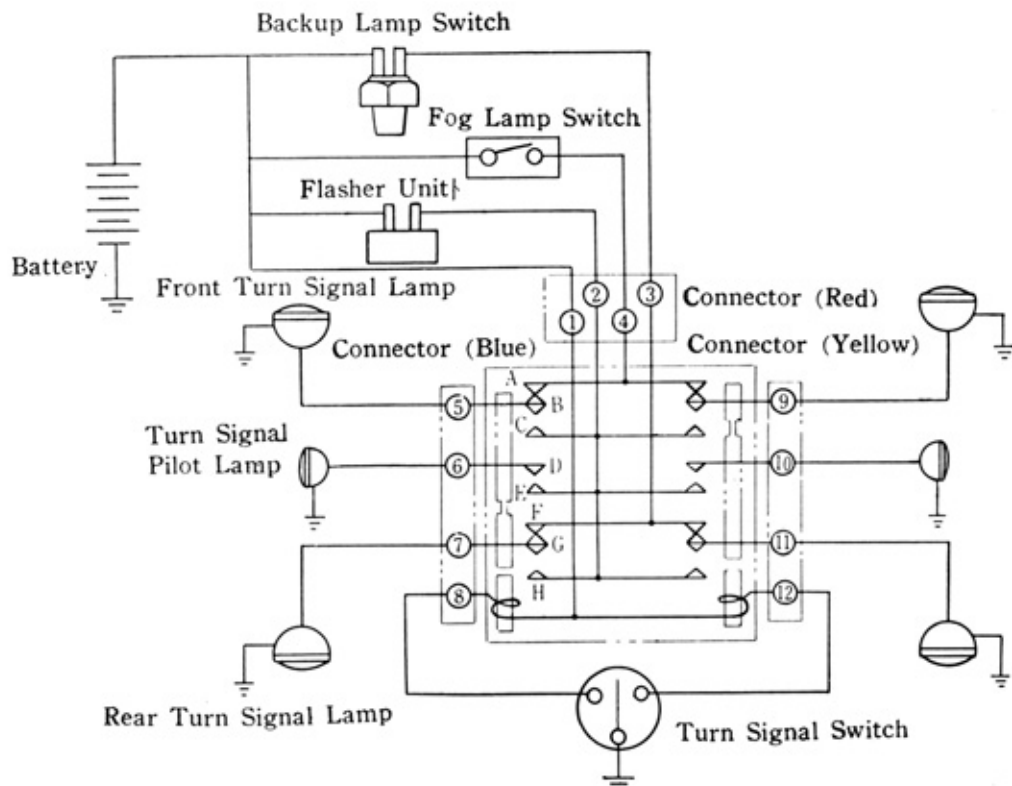 Backup Lamp Switch
Fog Lamp Switch
Flasher Unit
Battery
Front Turn Signal Lamp
2
3
Connector (Red)
1
4
Connector (Blue)
Connector (Yellow)
A
5
B
9
C
Turn Signal
Pilot Lamp
6
D
10
E
F
7
G
11
H
8
12
Rear Turn Signal Lamp
Turn Signal Switch